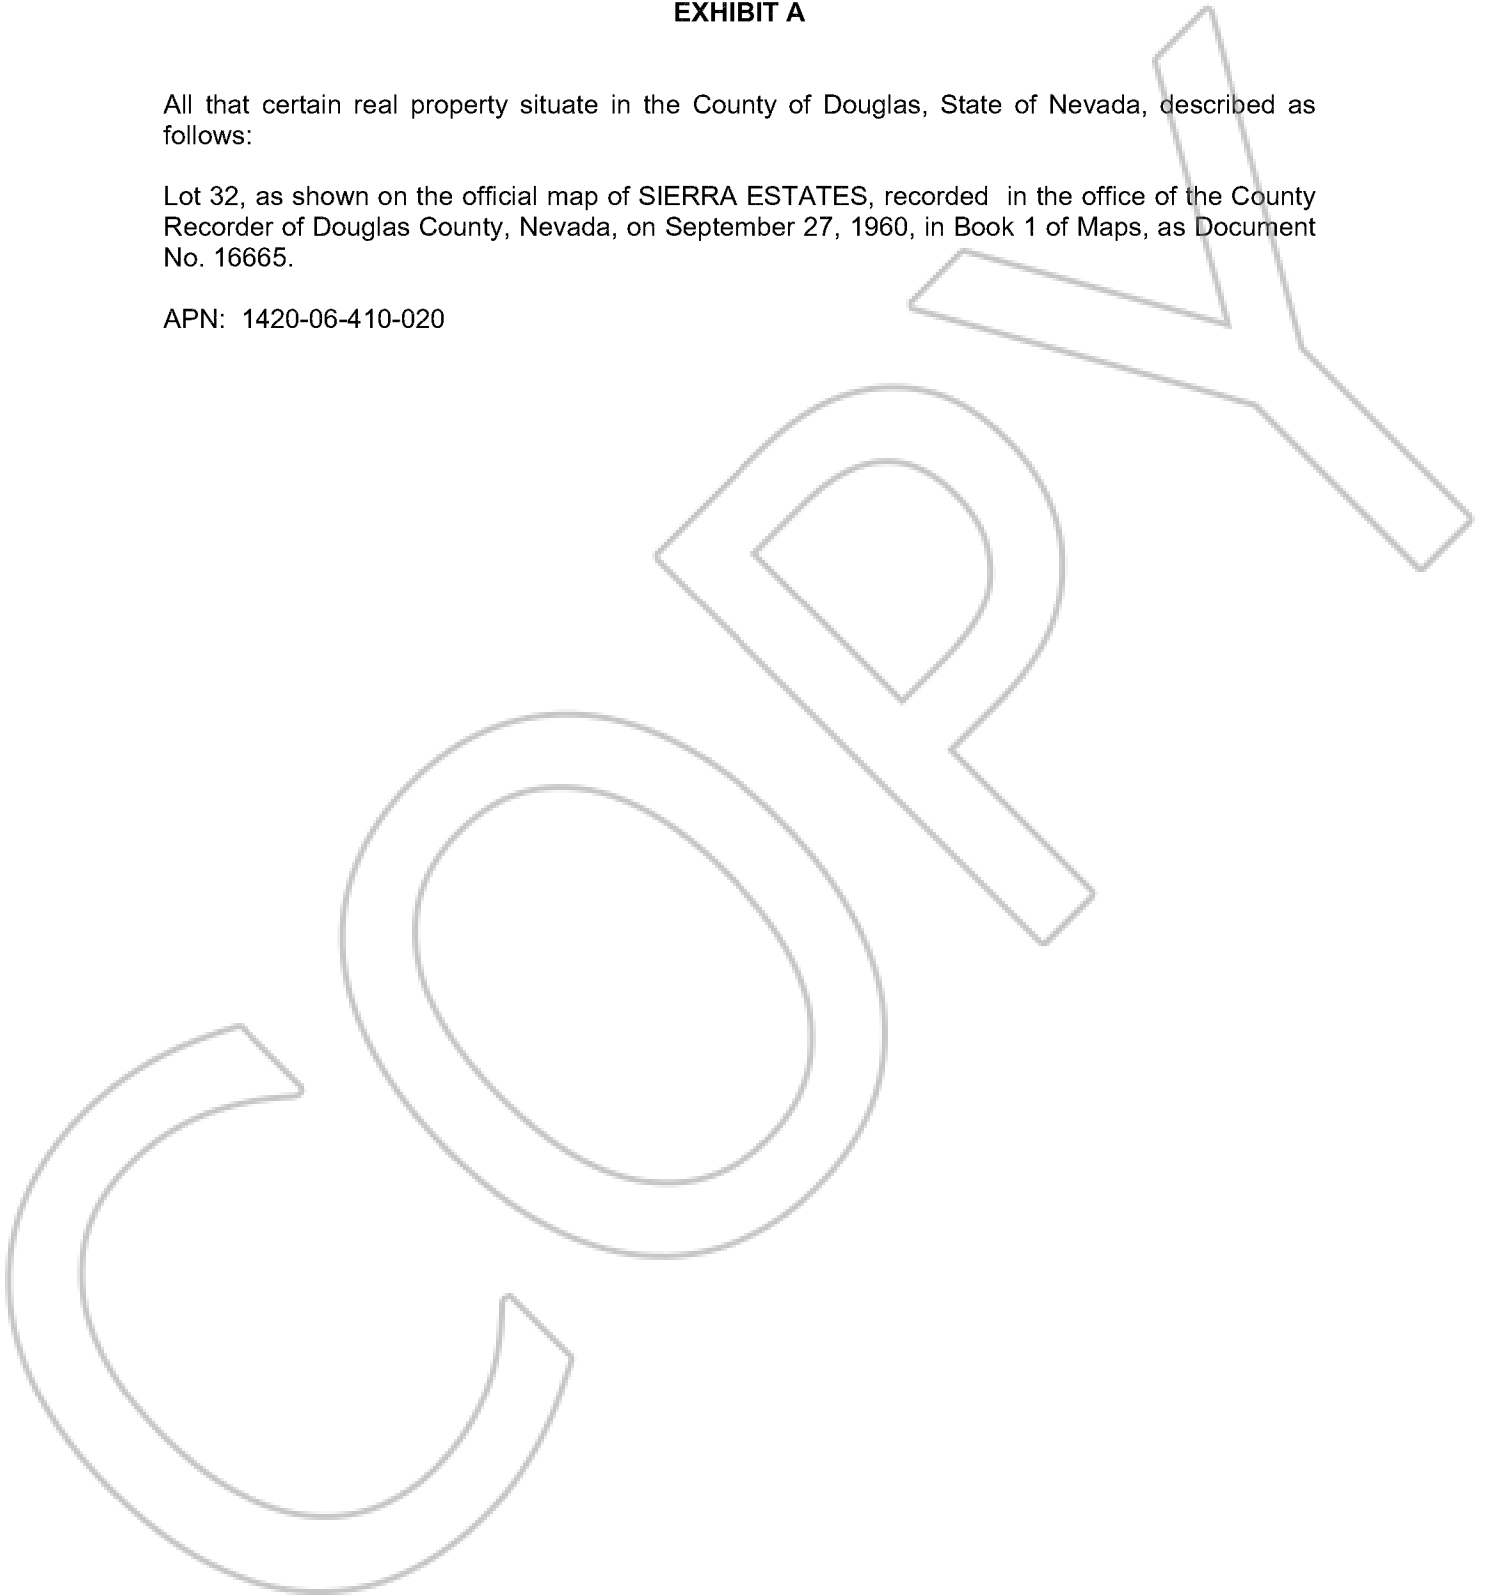 EXHIBIT A
All that certain real property situate in the County of Douglas, State of Nevada, described as
follows:
Lot 32, as shown on the official map of SIERRA ESTATES, recorded  in the office of the County
Recorder of Douglas County, Nevada, on September 27, 1960, in Book 1 of Maps, as Document
No. 16665.
APN:  1420-06-410-020
COPY